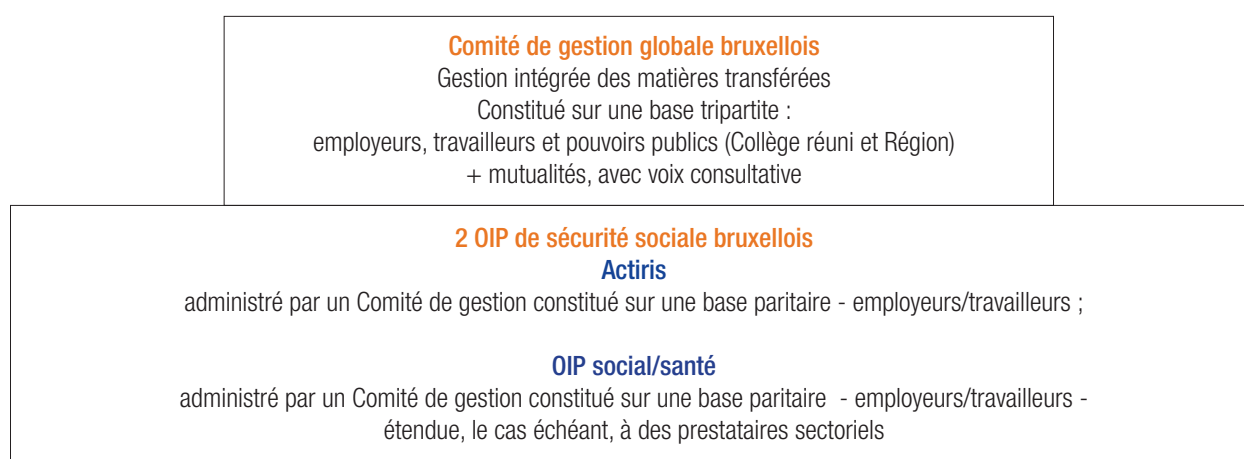 Comité de gestion globale bruxellois
Gestion intégrée des matières transférées
Constitué sur une base tripartite :
employeurs, travailleurs et pouvoirs publics (Collège réuni et Région)
+ mutualités, avec voix consultative
2 OIP de sécurité sociale bruxellois
Actiris
administré par un Comité de gestion constitué sur une base paritaire - employeurs/travailleurs ;
OIP social/santé
administré par un Comité de gestion constitué sur une base paritaire - employeurs/travailleurs -
étendue, le cas échéant, à des prestataires sectoriels